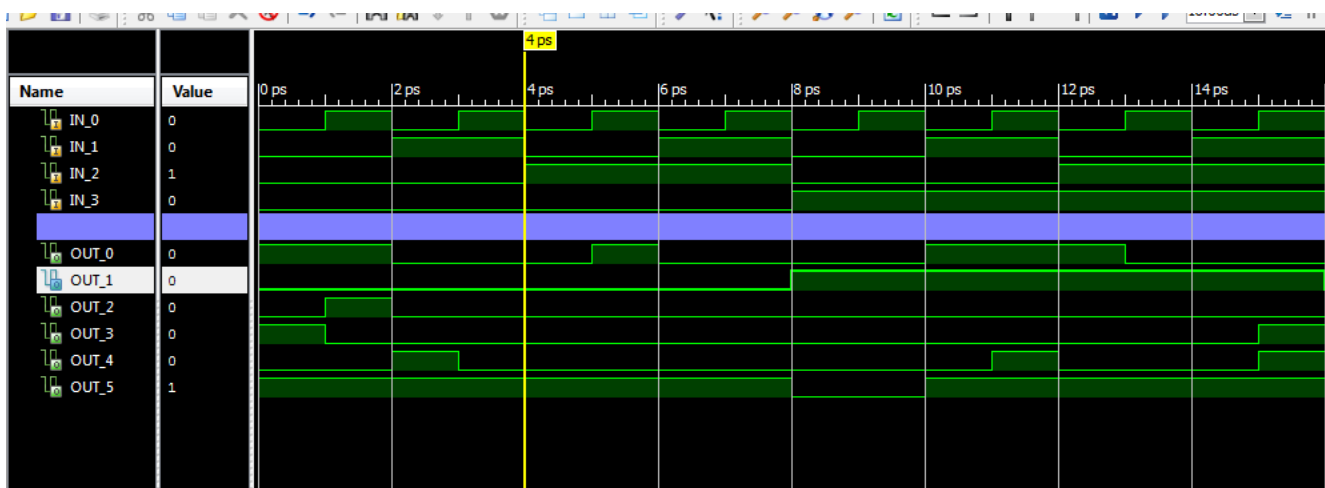 4 ps
Name Value 0 ps 2 ps 4 ps 6 ps 8 ps 10 ps 12 ps 14 ps
IN_0 0
IN_1 0
IN_2 1
IN_3 0
OUT_0 0
OUT_1 0
OUT_2 0
OUT_3 0
OUT_4 0
OUT_5 1